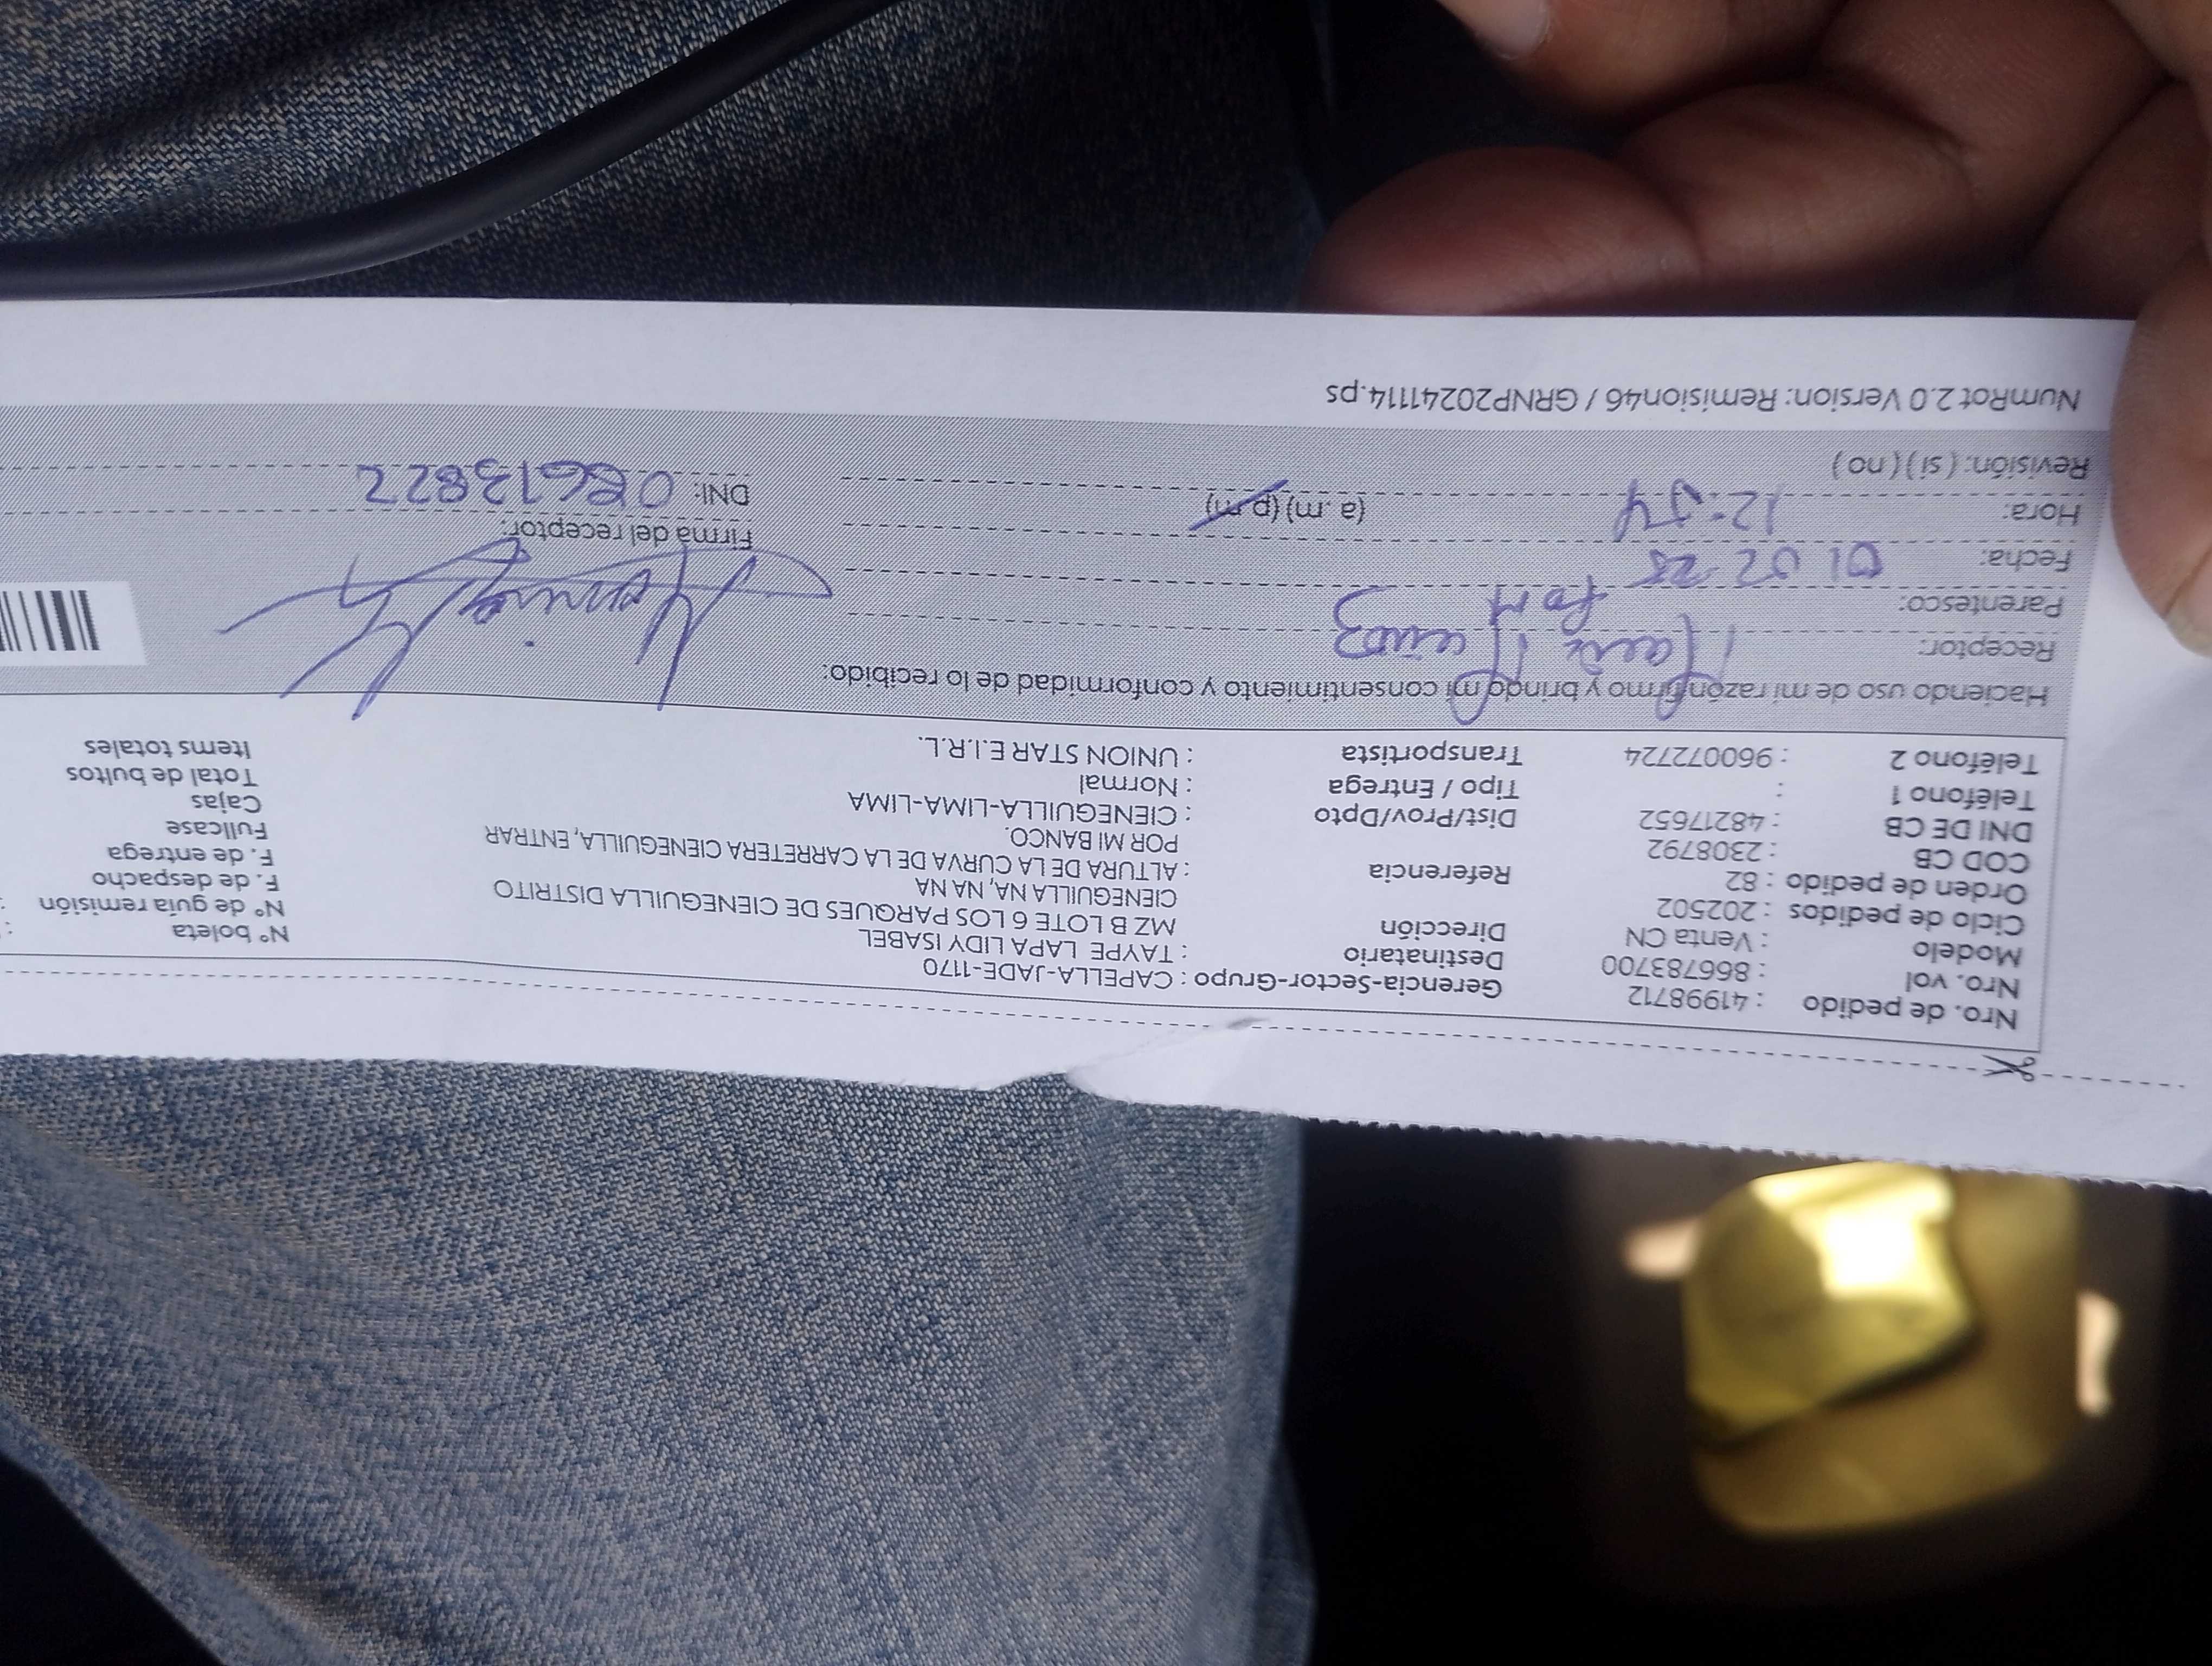 Nro. de pedido : 41998712 Gerencia-Sector-Grupo : CAPELLA-JADE-1170
Nro. vol : 866783700 Destinatario : TAYPE LAPA LIDY ISABEL Nº boleta :
Modelo : Venta CN Dirección MZ B LOTE 6 LOS PARQUES DE CIENEGUILLA DISTRITO Nº de guía remisión :
Ciclo de pedidos : 202502 CIENEGUILLA NA, NA NA F. de despacho
Orden de pedido : 82 Referencia : ALTURA DE LA CURVA DE LA CARRETERA CIENEGUILLA, ENTRAR F. de entrega
COD CB : 2308792 POR MI BANCO. Fullcase
DNI DE CB : 48217652 Dist/Prov/Dpto : CIENEGUILLA-LIMA-LIMA Cajas
Teléfono 1 : Tipo / Entrega : Normal Total de bultos
Teléfono 2 : 960072724 Transportista : UNION STAR E.I.R.L. Items totales
Haciendo uso de mi razón firmo y brindo mi consentimiento y conformidad de lo recibido:
Receptor:
Parentesco:
Fecha: 01 02 25 Firma del receptor:
Hora: 12:54 (a. m) (p m) DNI: 08613822
Revisión: ( si ) ( no )
NumRot 2.0 Version: Remision46 / GRNP20241114.ps